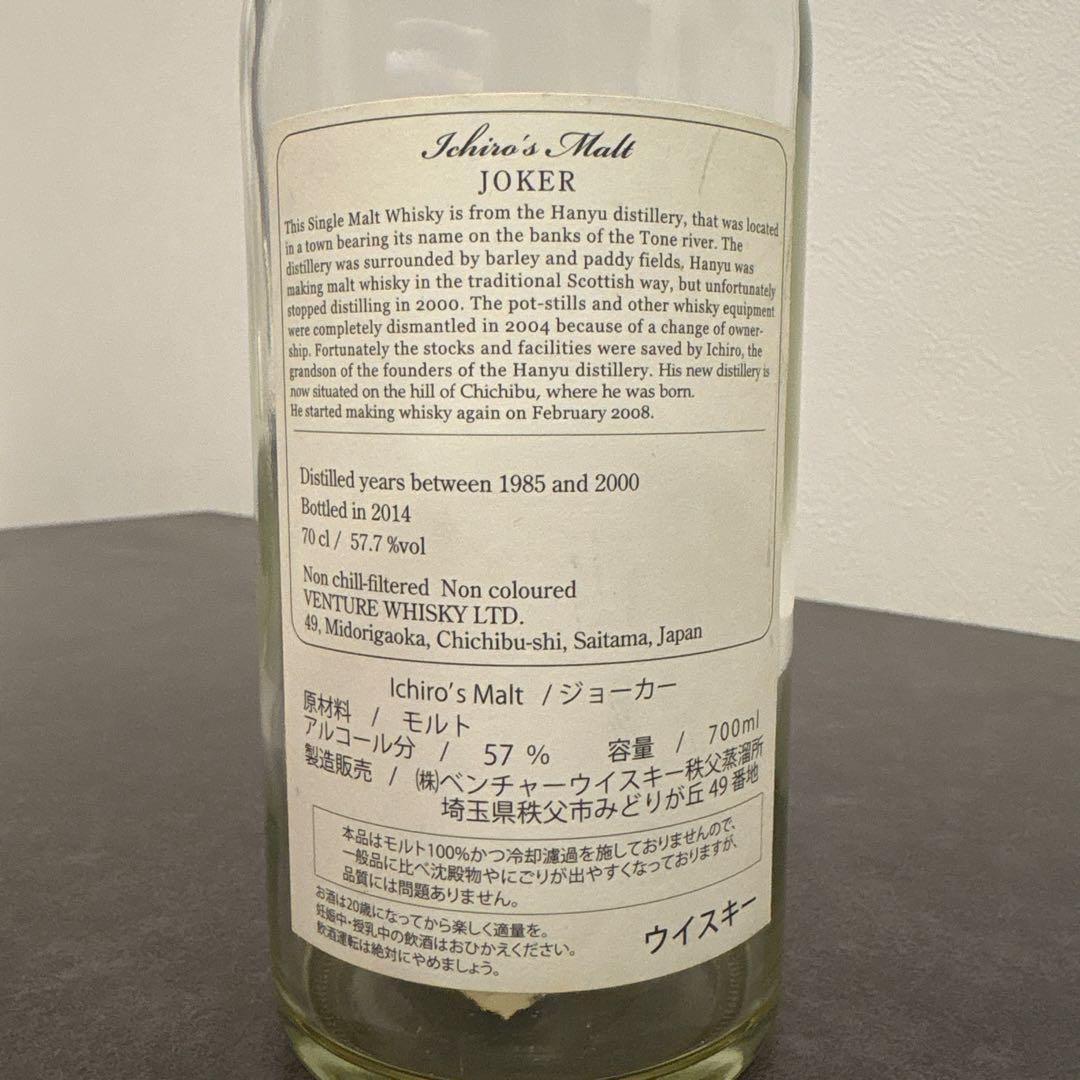 Ichiro's Malt
JOKER
This Single Malt Whisky is from the Hanyu distillery, that was located
in a town bearing its name on the banks of the Tone river. The
distillery was surrounded by barley and paddy fields. Hanyu was
making malt whisky in the traditional Scottish way, but unfortunately
stopped distilling in 2000. The pot-stills and other whisky equipment
were completely dismantled in 2004 because of a change of owner-
ship. Fortunately the stocks and facilities were saved by Ichiro, the
grandson of the founders of the Hanyu distillery. His new distillery is
now situated on the hill of Chichibu, where he was born.
He started making whisky again on February 2008.
Distilled years between 1985 and 2000
Bottled in 2014
70 cl / 57.7 %vol
Non chill-filtered Non coloured
VENTURE WHISKY LTD.
49, Midorigaoka, Chichibu-shi, Saitama, Japan
Ichiro's Malt / ジョーカー
原材料 / モルト
アルコール分 / 57 % 容量 / 700ml
製造販売 / ㈱ベンチャーウイスキー秩父蒸溜所
埼玉県秩父市みどりが丘49番地
本品はモルト100%かつ冷却濾過を施しておりませんので、
一般品に比べ沈殿物やにごりが出やすくなっておりますが、
品質には問題ありません。
お酒は20歳になってから楽しく適量を。
妊娠中・授乳中の飲酒はおひかえください。
飲酒運転は絶対にやめましょう。
ウイスキー